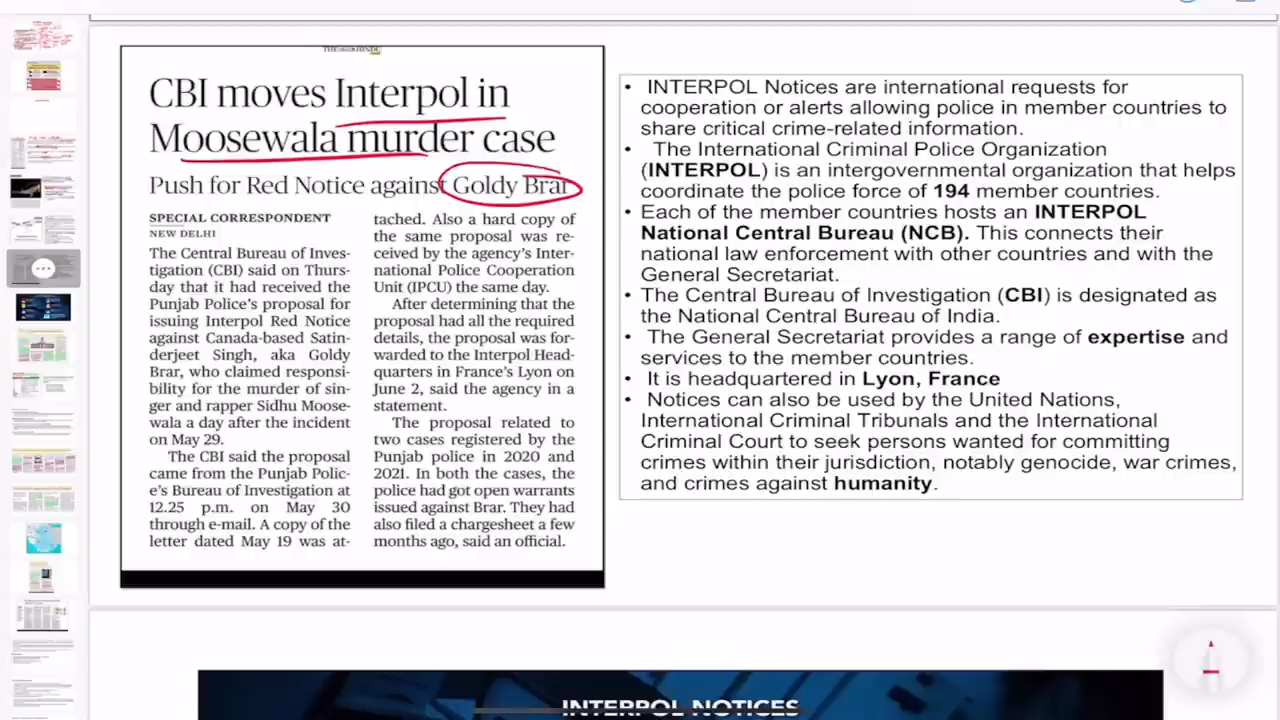 THE HINDU
CBI moves Interpol in
Moosewala murder case
Push for Red Notice against Goldy Brar
SPECIAL CORRESPONDENT
NEW DELHI
The Central Bureau of Inves-
tigation (CBI) said on Thurs-
day that it had received the
Punjab Police's proposal for
issuing Interpol Red Notice
against Canada-based Satin-
derjeet Singh, aka Goldy
Brar, who claimed responsi-
bility for the murder of sin-
ger and rapper Sidhu Moose-
wala a day after the incident
on May 29.
The CBI said the proposal
came from the Punjab Polic-
e's Bureau of Investigation at
12.25 p.m. on May 30
through e-mail. A copy of the
letter dated May 19 was at-
tached. Also a hard copy of
the same proposal was re-
ceived by the agency's Inter-
national Police Cooperation
Unit (IPCU) the same day.
After determining that the
proposal had all the required
details, the proposal was for-
warded to the Interpol Head-
quarters in France's Lyon on
June 2, said the agency in a
statement.
The proposal related to
two cases registered by the
Punjab police in 2020 and
2021. In both the cases, the
police had got open warrants
issued against Brar. They had
also filed a chargesheet a few
months ago, said an official.
• INTERPOL Notices are international requests for
cooperation or alerts allowing police in member countries to
share critical crime-related information.
• The International Criminal Police Organization
(INTERPOL) is an intergovernmental organization that helps
coordinate the police force of 194 member countries.
• Each of the member countries hosts an INTERPOL
National Central Bureau (NCB). This connects their
national law enforcement with other countries and with the
General Secretariat.
• The Central Bureau of Investigation (CBI) is designated as
the National Central Bureau of India.
• The General Secretariat provides a range of expertise and
services to the member countries.
• It is headquartered in Lyon, France
• Notices can also be used by the United Nations,
International Criminal Tribunals and the International
Criminal Court to seek persons wanted for committing
crimes within their jurisdiction, notably genocide, war crimes,
and crimes against humanity.
INTERPOL NOTICES